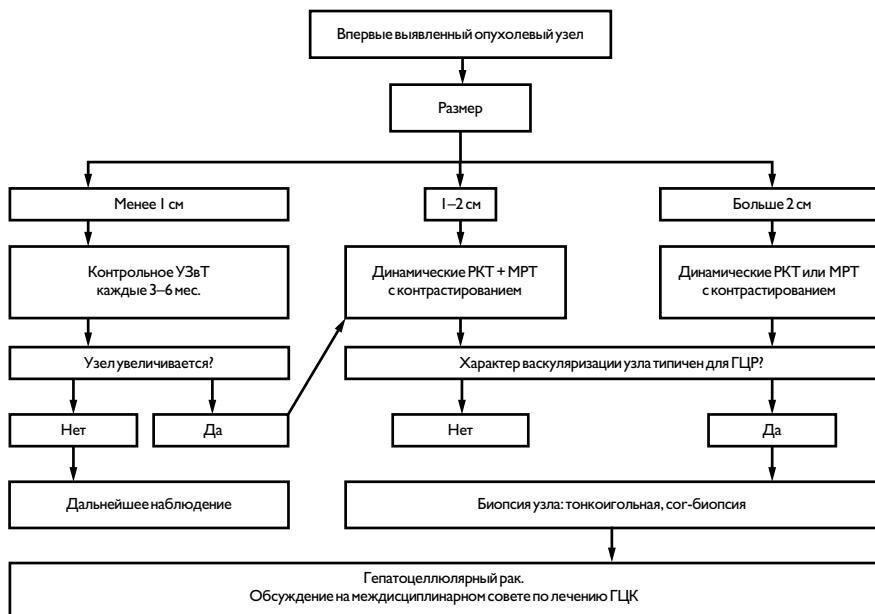 Впервые выявленный опухолевый узел
Размер
Менее 1 см
1–2 см
Больше 2 см
Контрольное УЗвТ
каждые 3–6 мес.
Динамические РКТ + МРТ
с контрастированием
Динамические РКТ или МРТ
с контрастированием
Узел увеличивается?
Характер васкуляризации узла типичен для ГЦР?
Нет
Да
Нет
Да
Дальнейшее наблюдение
Биопсия узла: тонкоигольная, cor-биопсия
Гепатоцеллюлярный рак.
Обсуждение на междисциплинарном совете по лечению ГЦК